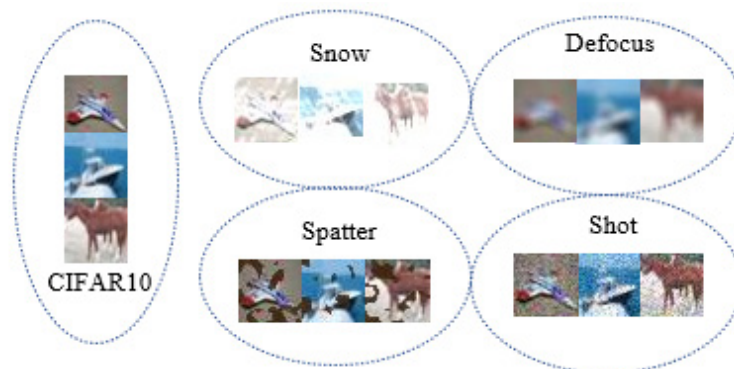 Snow
Defocus
Spatter
Shot
CIFAR10